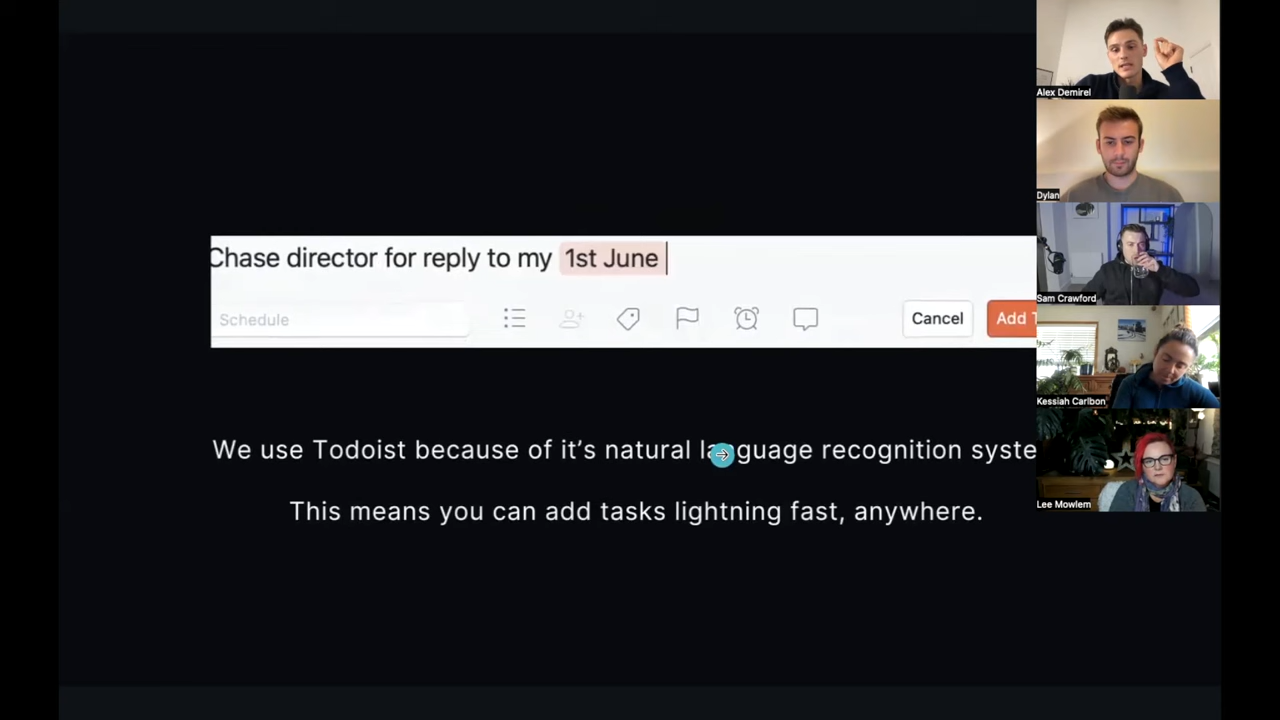 Chase director for reply to my 1st June
Schedule
Cancel
Add T
We use Todoist because of it's natural language recognition syste
This means you can add tasks lightning fast, anywhere.
Alex Demirel
Dylan
Sam Crawford
Kessiah Carlbon
Lee Mowlem